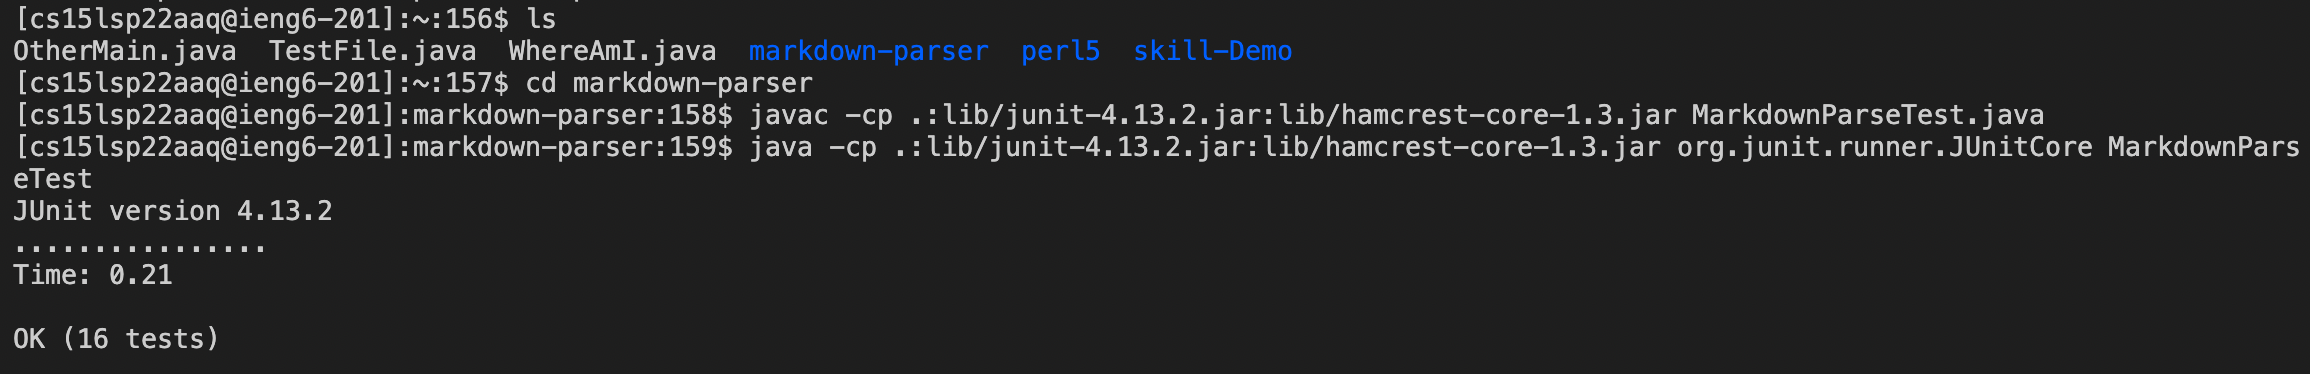 [cs15lsp22aaq@ieng6-201]:~:156$ ls
OtherMain.java  TestFile.java  WhereAmI.java  markdown-parser  perl5  skill-Demo
[cs15lsp22aaq@ieng6-201]:~:157$ cd markdown-parser
[cs15lsp22aaq@ieng6-201]:markdown-parser:158$ javac -cp .:lib/junit-4.13.2.jar:lib/hamcrest-core-1.3.jar MarkdownParseTest.java
[cs15lsp22aaq@ieng6-201]:markdown-parser:159$ java -cp .:lib/junit-4.13.2.jar:lib/hamcrest-core-1.3.jar org.junit.runner.JUnitCore MarkdownPars
eTest
JUnit version 4.13.2
................
Time: 0.21
OK (16 tests)